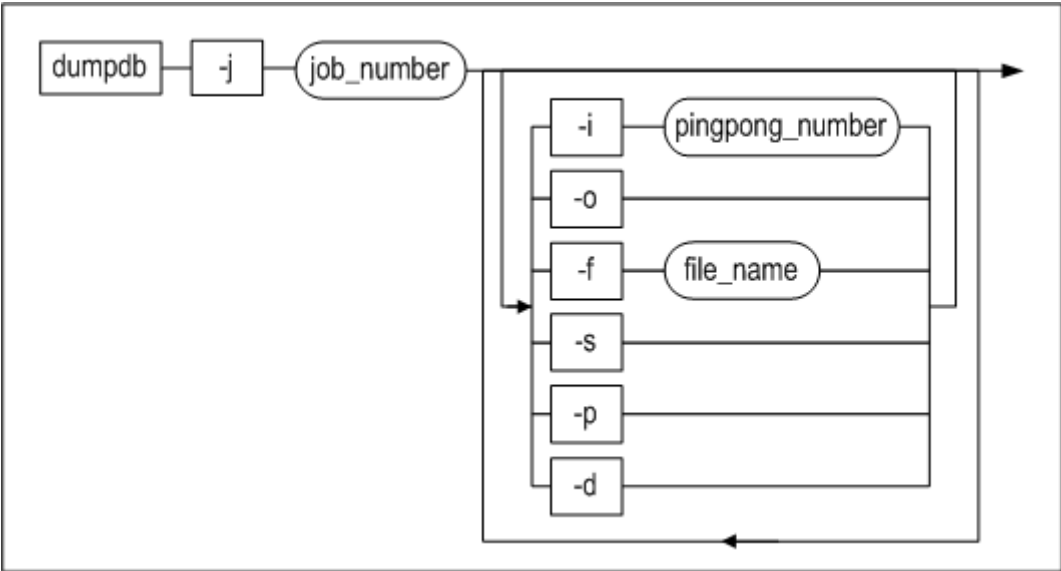 dumpdb -j job_number
-i pingpong_number
-o
-f file_name
-s
-p
-d